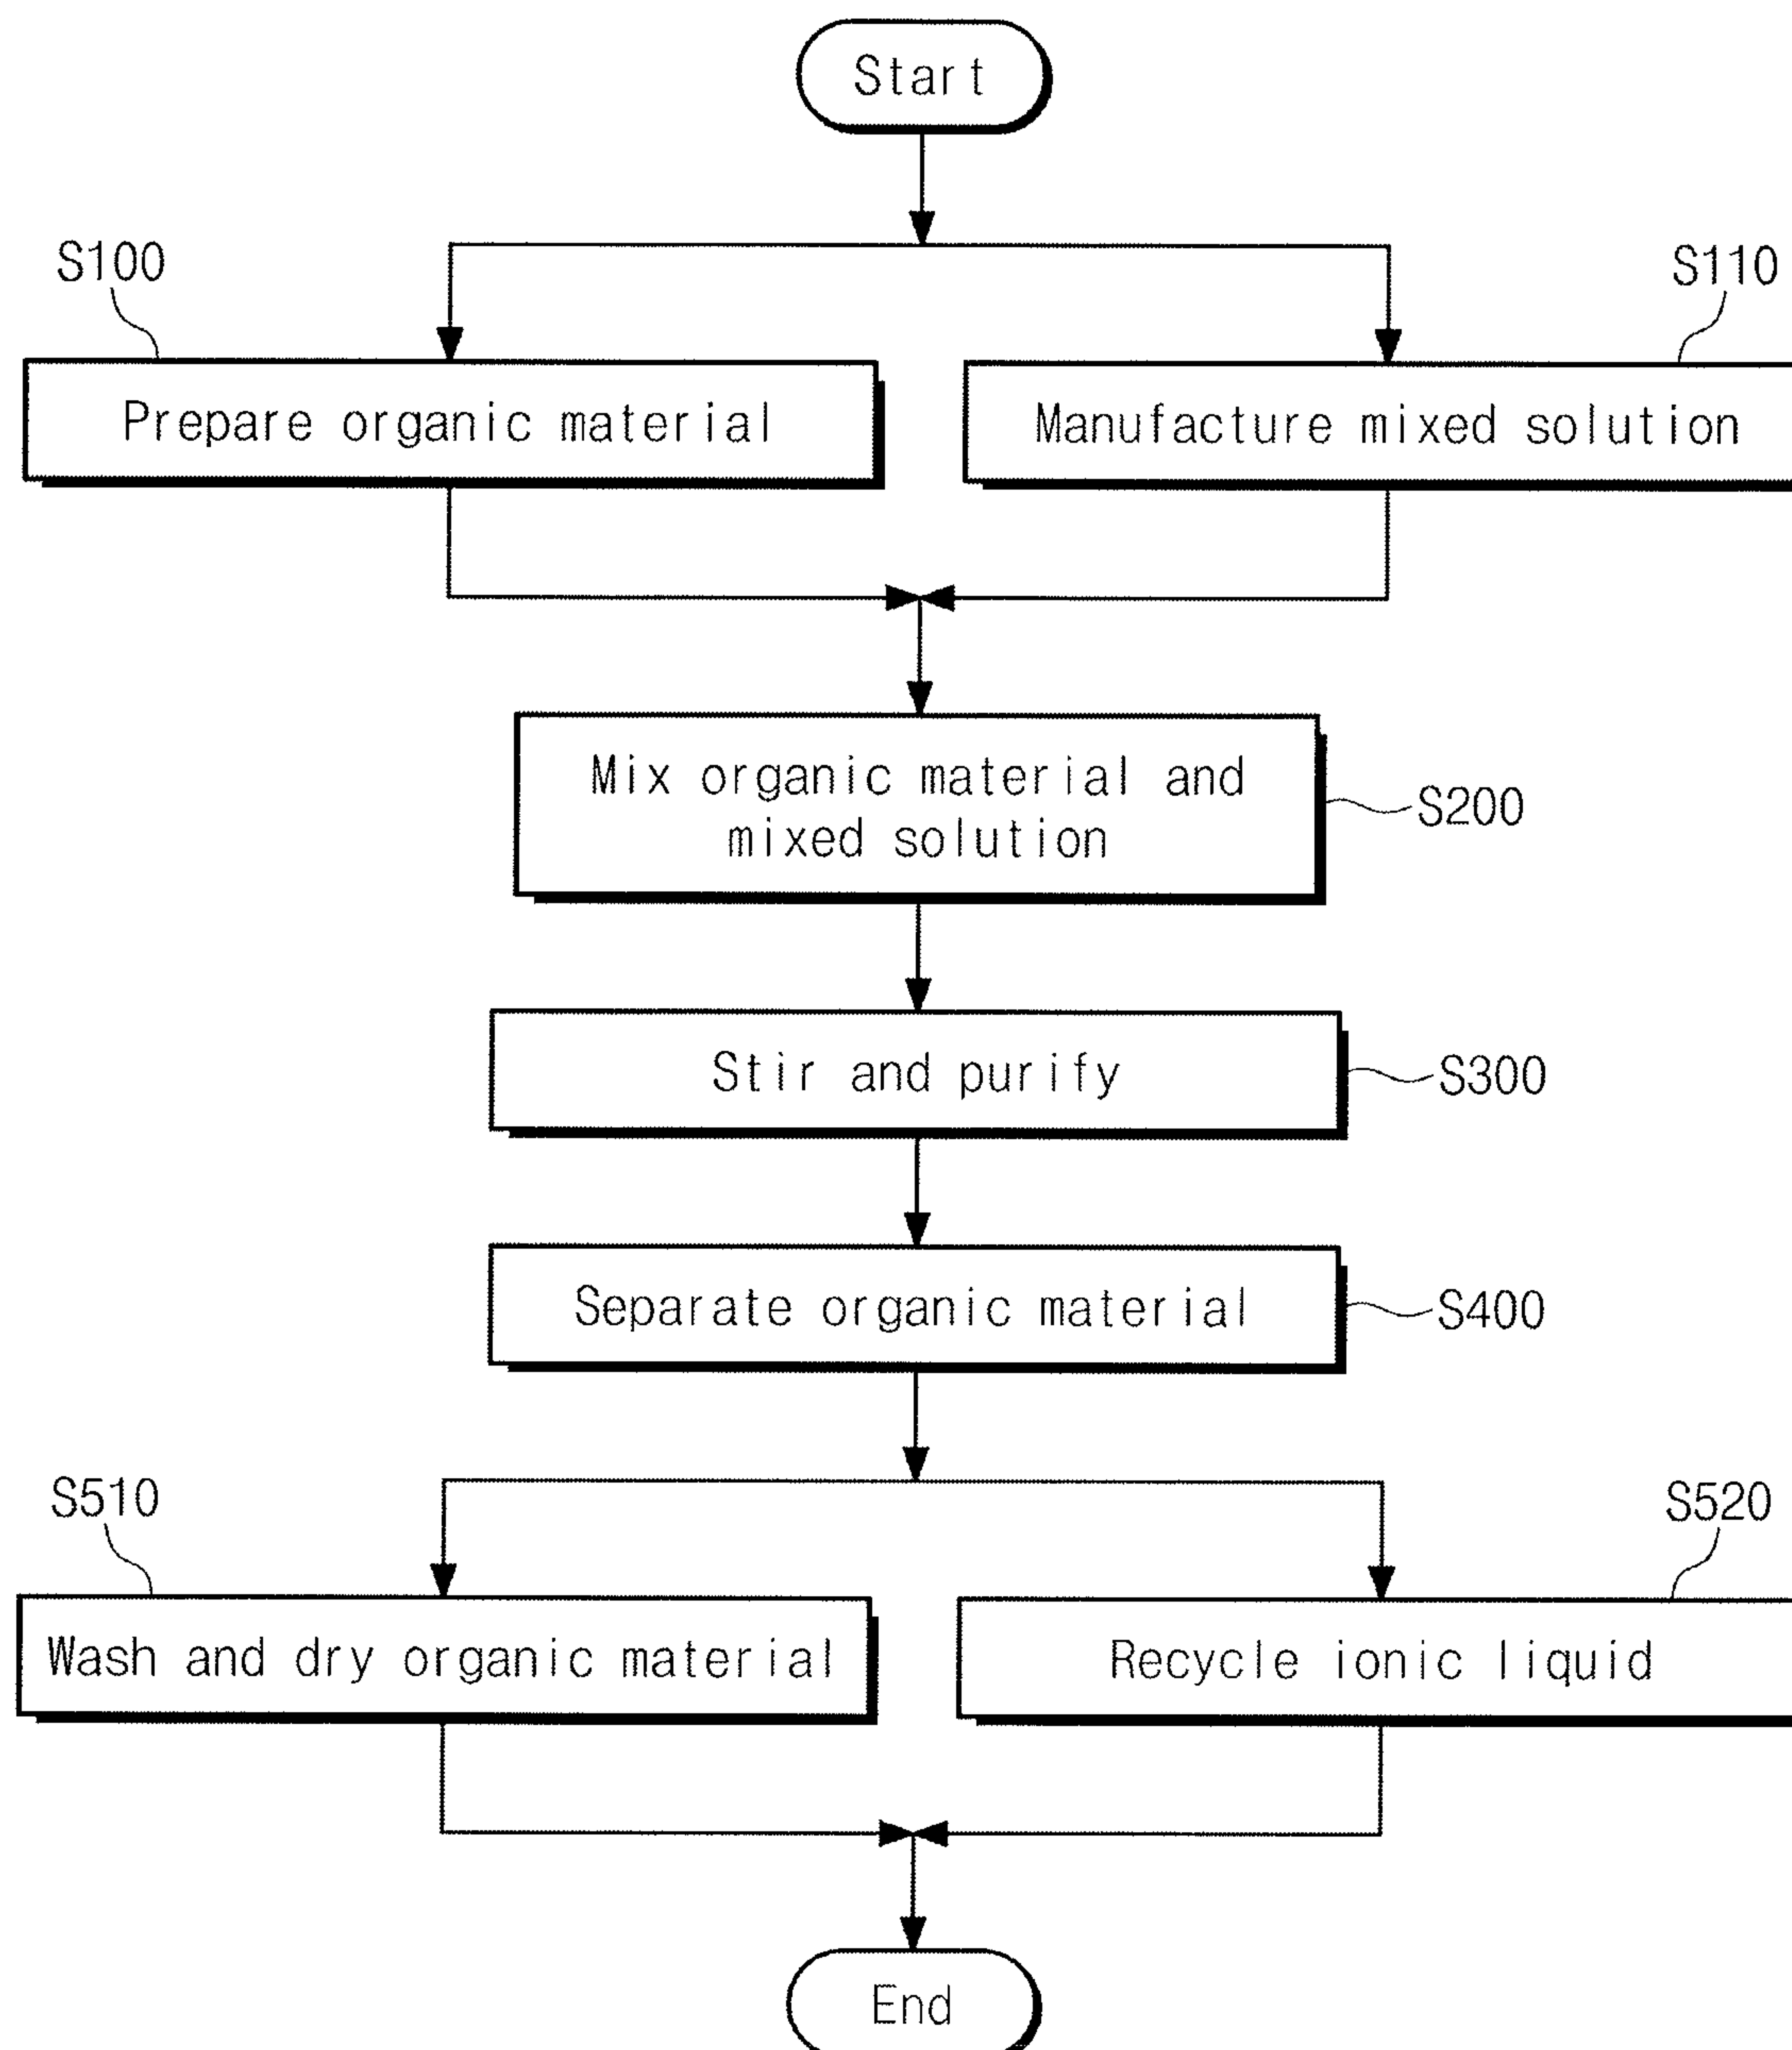 Start
S100
S110
Prepare organic material
Manufacture mixed solution
Mix organic material and
mixed solution
S200
Stir and purify
S300
Separate organic material
S400
S510
S520
Wash and dry organic material
Recycle ionic liquid
End